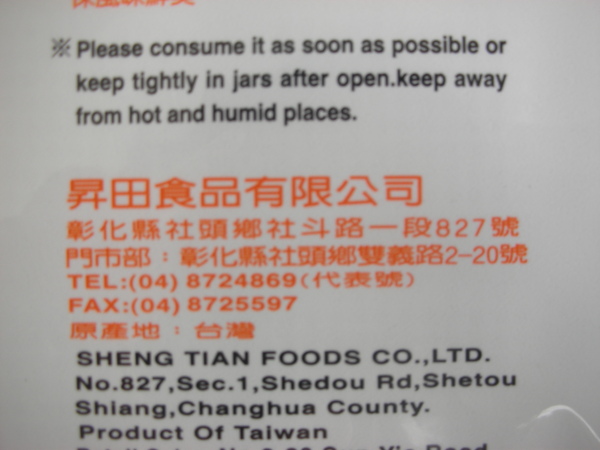 ※Please consume it as soon as possible or
keep tightly in jars after open.keep away
from hot and humid places.
昇田食品有限公司
彰化縣社頭鄉社斗路一段827號
門市部：彰化縣社頭鄉雙義路2-20號
TEL:(04) 8724869(代表號)
FAX:(04) 8725597
原產地：台灣
SHENG TIAN FOODS CO.,LTD.
No.827,Sec.1,Shedou Rd,Shetou
Shiang,Changhua County.
Product Of Taiwan